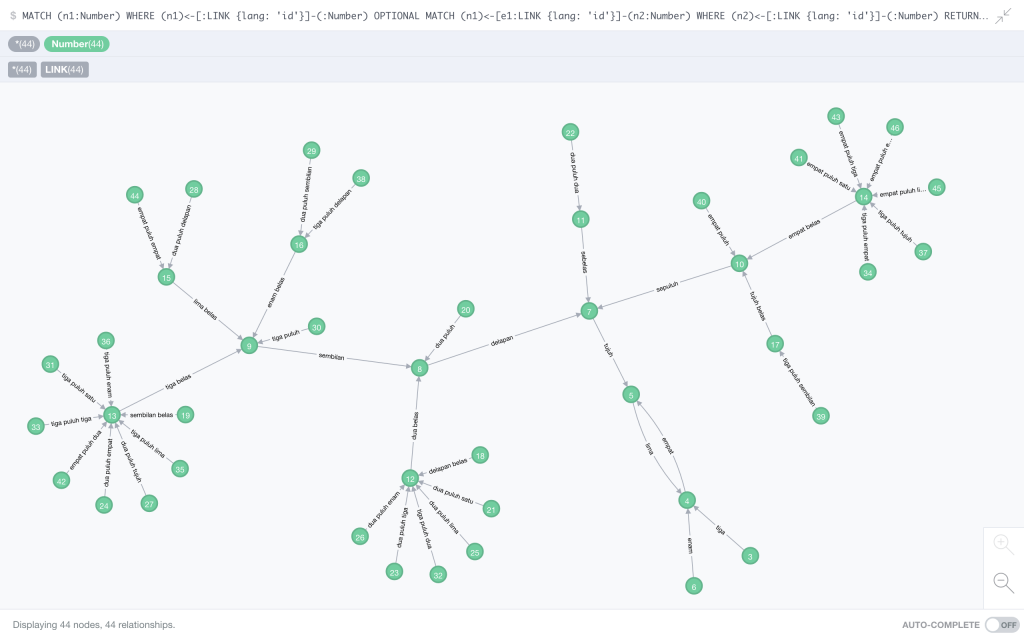 $ MATCH (n1:Number) WHERE (n1)<-[:LINK {lang: 'id'}]-(:Number) OPTIONAL MATCH (n1)<-[e1:LINK {lang: 'id'}]-(n2:Number) WHERE (n2)<-[:LINK {lang: 'id'}]-(:Number) RETURN...
*(44) Number(44)
*(44) LINK(44)
43
46
22
empat puluh tiga
empat puluh e...
29
41
empat puluh satu
dua puluh dua
38
45
empat puluh li...
28
44
dua puluh sembilan
14
40
tiga puluh delapan
empat puluh empat
dua puluh delapan
11
tiga puluh tujuh
empat puluh
empat belas
tiga puluh empat
16
37
sebelas
10
34
15
enam belas
sepuluh
lima belas
tujuh belas
20
7
30
tiga puluh
dua puluh
36
9
delapan
17
sembilan
tujuh
31
8
tiga puluh enam
tiga puluh satu
tiga belas
tiga puluh sembilan
5
13
sembilan belas
19
39
33
tiga puluh tiga
dua belas
empat puluh dua
tiga puluh lima
lima
empat
dua puluh empat
dua puluh tujuh
18
delapan belas
35
12
42
dua puluh satu
4
24
27
21
dua puluh enam
dua puluh tiga
tiga puluh dua
dua puluh lima
tiga
26
enam
25
3
23
32
6
Displaying 44 nodes, 44 relationships.
AUTO-COMPLETE OFF